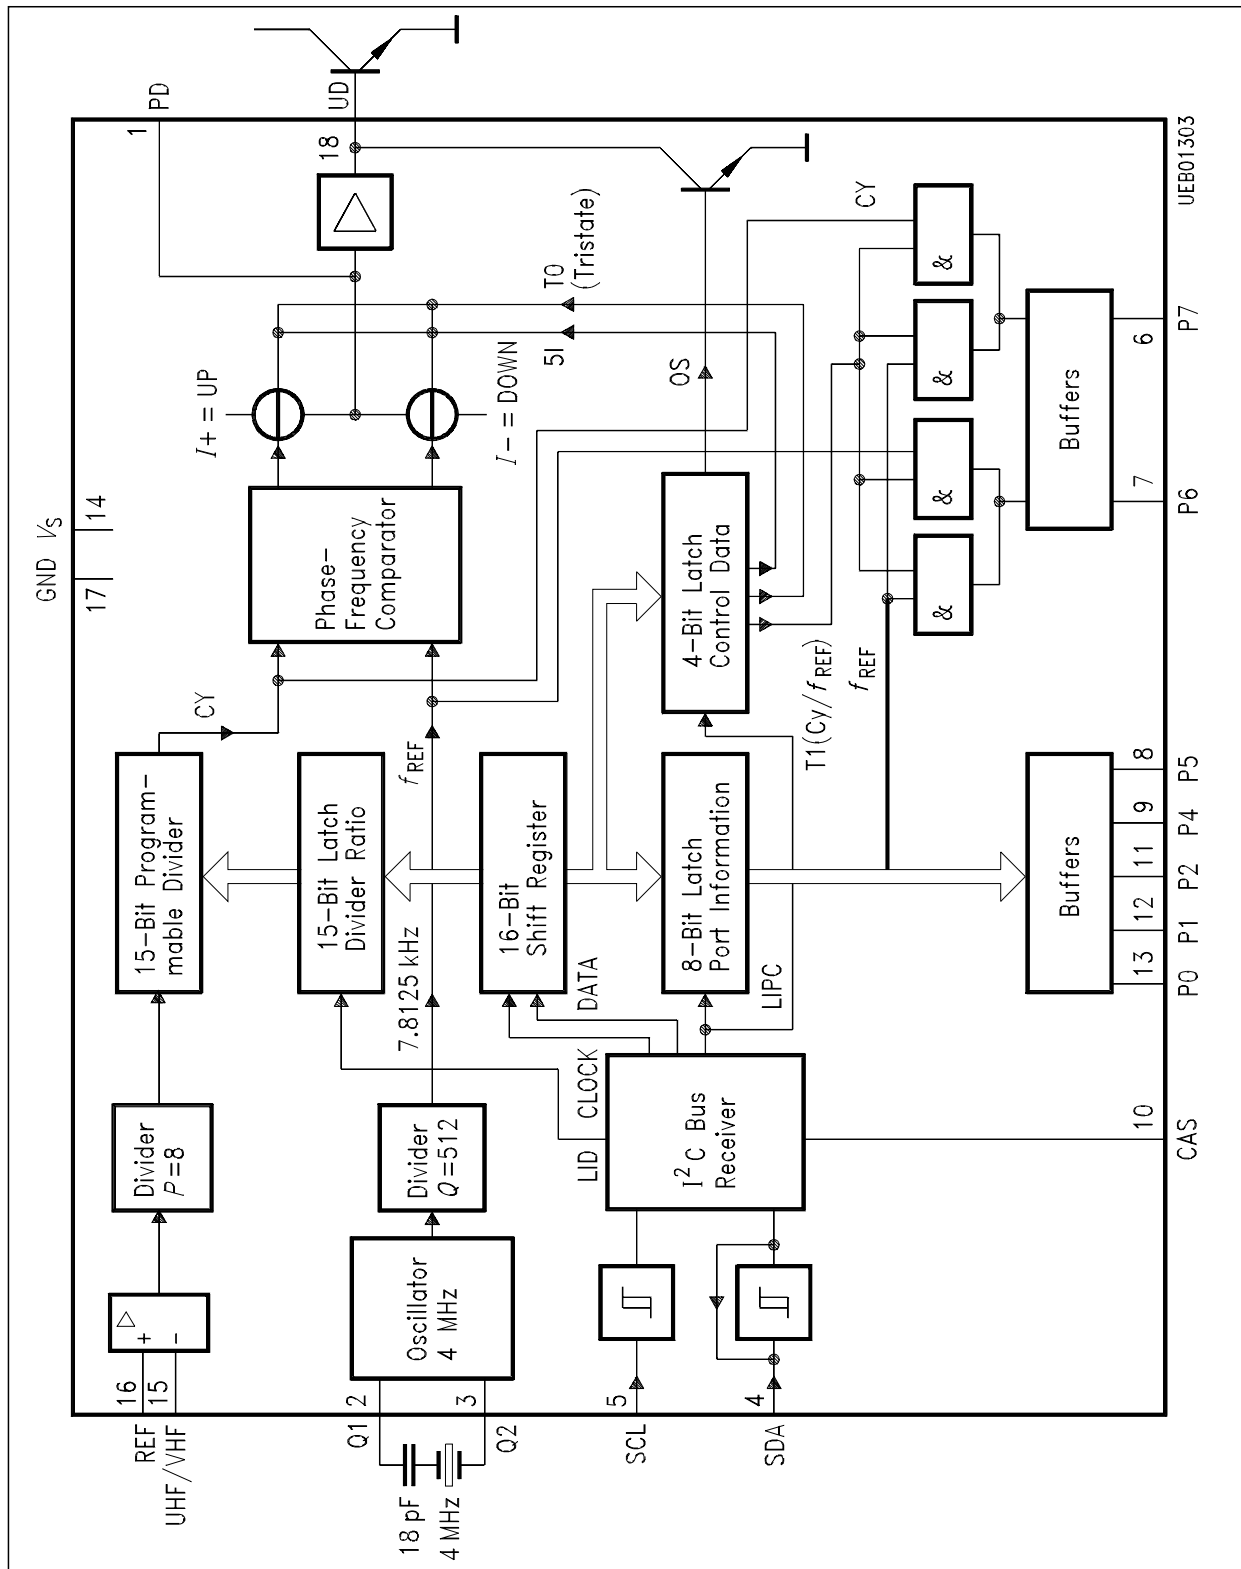 REF
UHF/VHF
16
15
+
-
Divider
P=8
15-Bit Program-
mable Divider
CY
GND VS
17
14
I+ = UP
1
PD
18
UD
18 pF
4 MHz
Q1
2
Q2
3
Oscillator
4 MHz
Divider
Q=512
7.8125 kHz
15-Bit Latch
Divider Ratio
fREF
Phase-
Frequency
Comparator
I- = DOWN
5I
T0
(Tristate)
SCL
5
SDA
4
LID
CLOCK
DATA
16-Bit
Shift Register
I2C Bus
Receiver
8-Bit Latch
Port Information
LIPC
4-Bit Latch
Control Data
OS
T1(Cy/fREF)
fREF
CY
&
&
&
&
Buffers
Buffers
10
CAS
13
12
11
9
8
7
6
P0
P1
P2
P4
P5
P6
P7
UEB01303